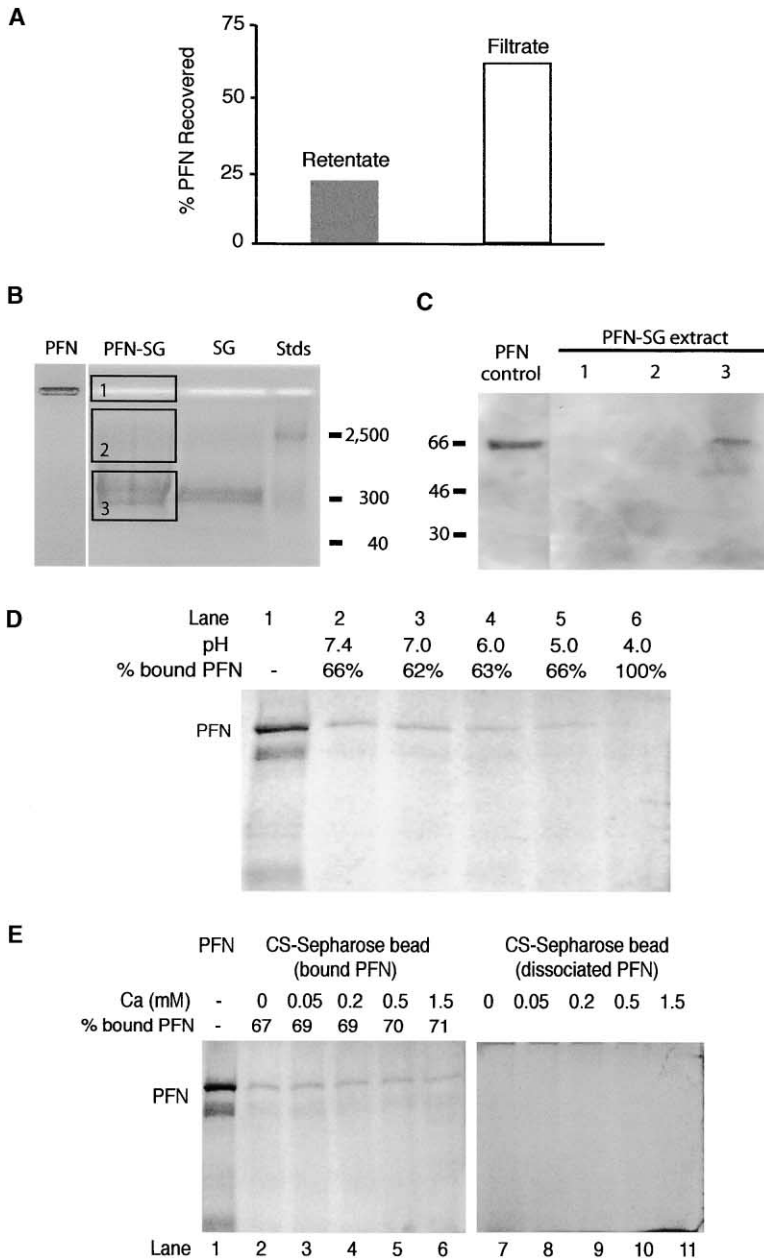 A
75
Filtrate
50
% PFN Recovered
Retentate
25
0
B
PFN PFN-SG SG Stds
1
2
3
2,500
300
40
C
PFN control
PFN-SG extract
1 2 3
66
46
30
D
Lane 1 2 3 4 5 6
pH 7.4 7.0 6.0 5.0 4.0
% bound PFN - 66% 62% 63% 66% 100%
PFN
E
PFN CS-Sepharose bead CS-Sepharose bead
(bound PFN) (dissociated PFN)
Ca (mM) - 0 0.05 0.2 0.5 1.5 0 0.05 0.2 0.5 1.5
% bound PFN - 67 69 69 70 71
PFN
Lane 1 2 3 4 5 6 7 8 9 10 11